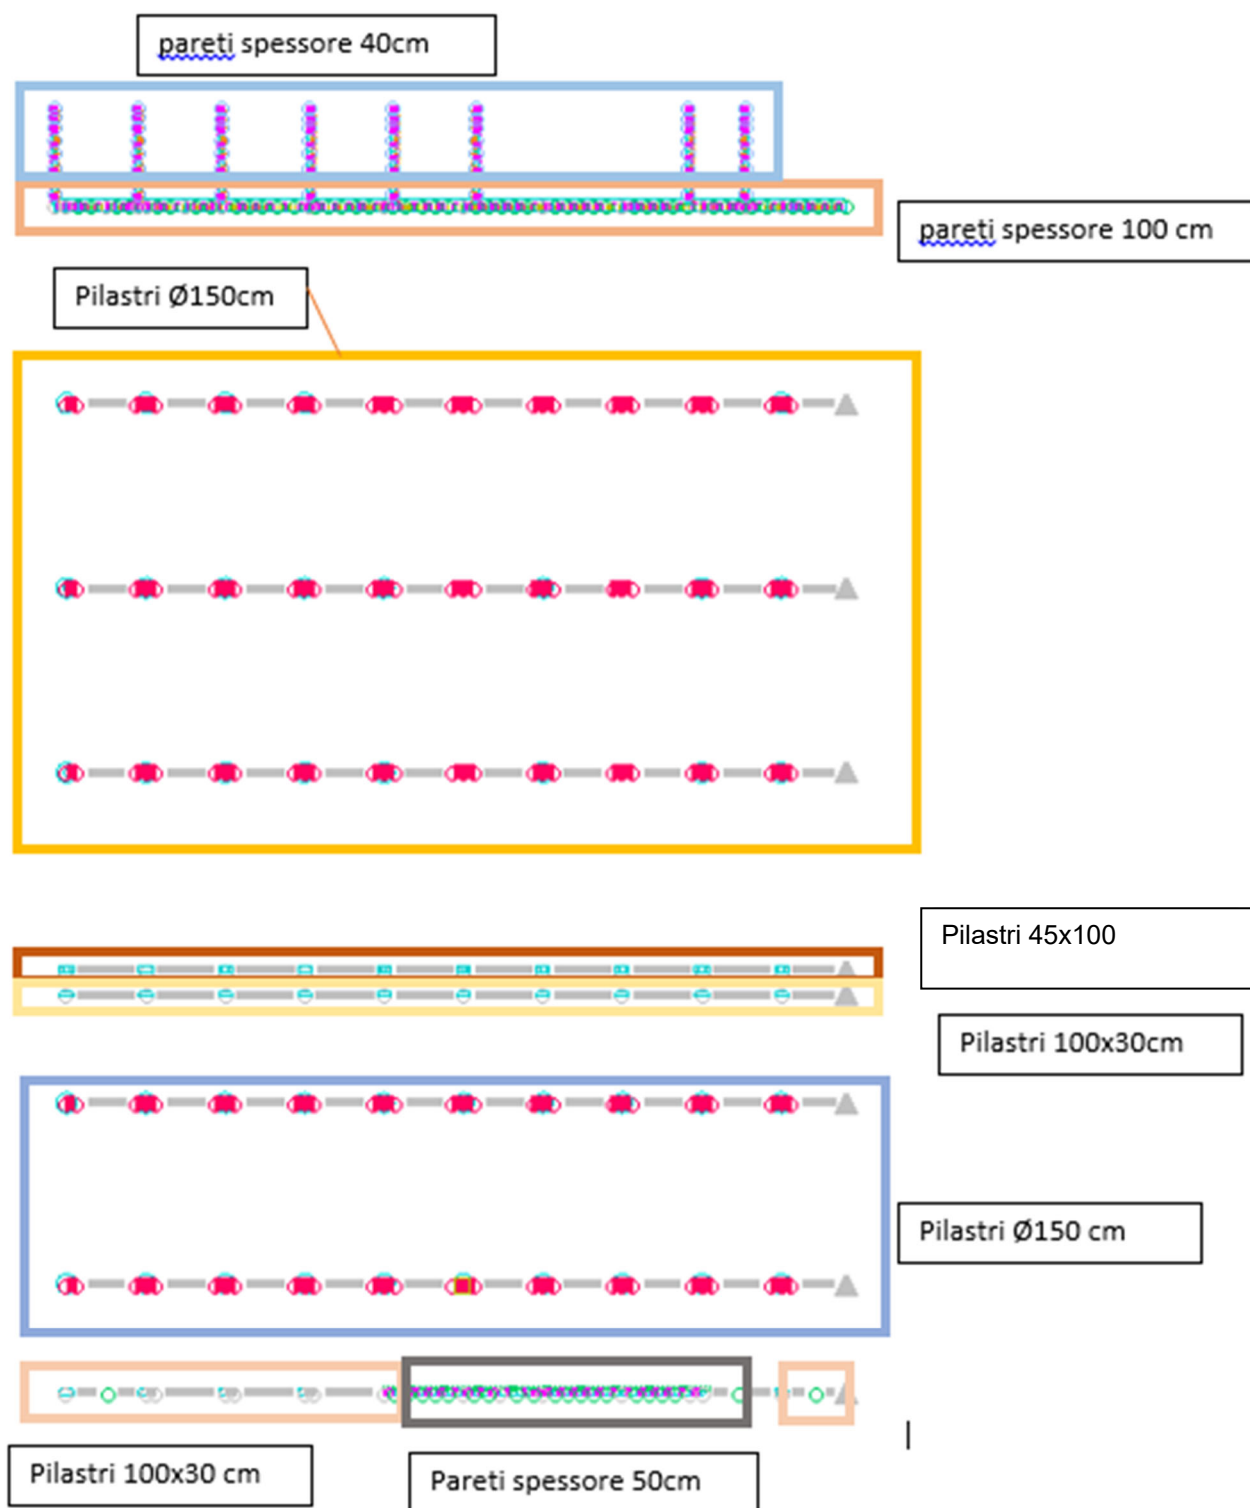 pareti spessore 40cm
pareti spessore 100 cm
Pilastri Ø150cm
Pilastri 45x100
Pilastri 100x30cm
Pilastri Ø150 cm
Pilastri 100x30 cm
Pareti spessore 50cm